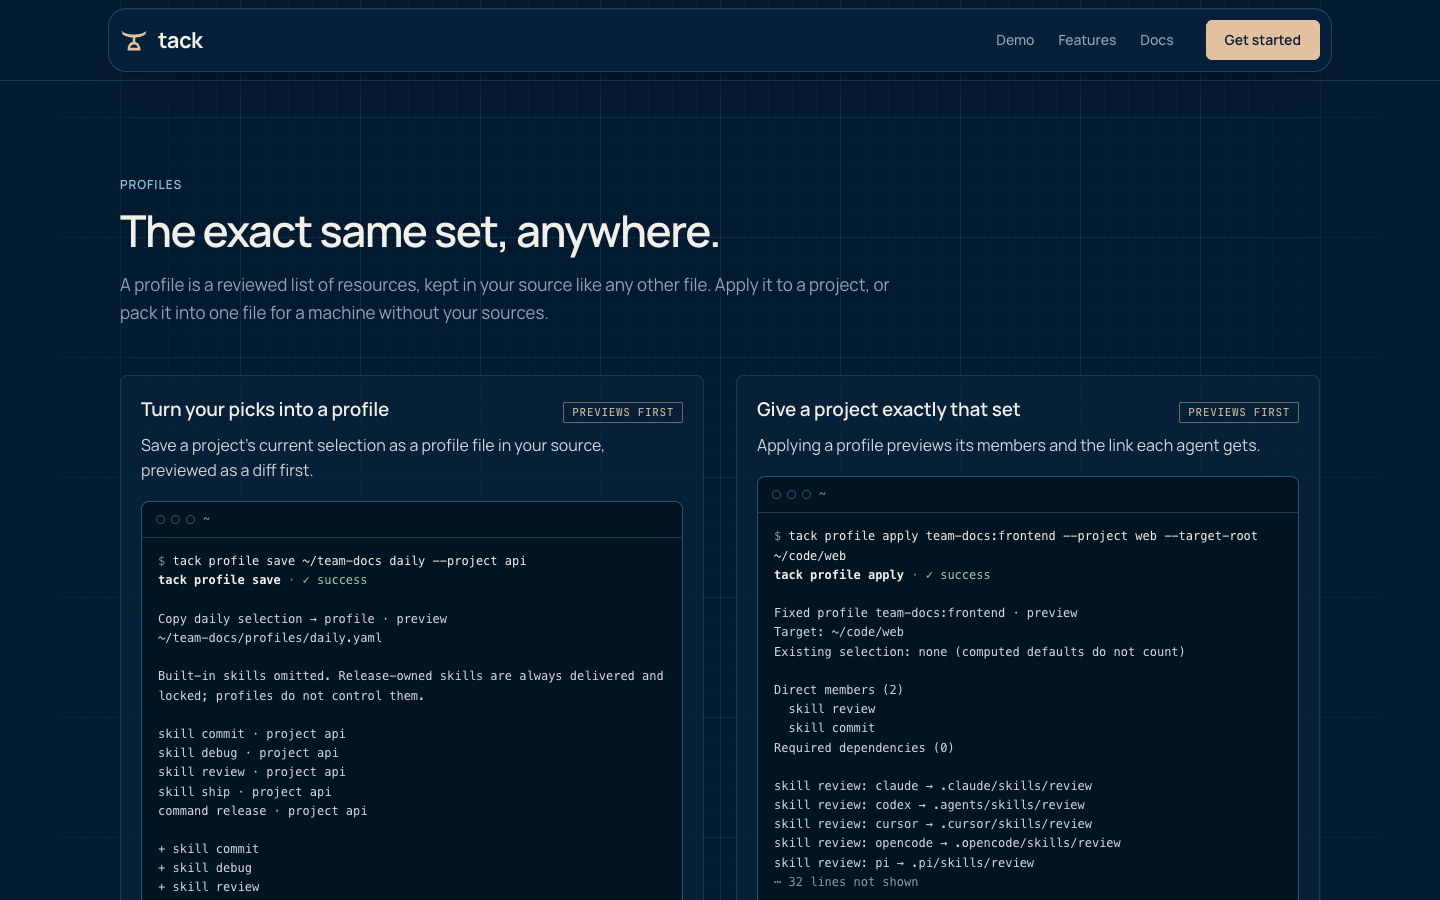 tack
Demo
Features
Docs
Get started
PROFILES
The exact same set, anywhere.
A profile is a reviewed list of resources, kept in your source like any other file. Apply it to a project, or
pack it into one file for a machine without your sources.
Turn your picks into a profile
PREVIEWS FIRST
Save a project's current selection as a profile file in your source,
previewed as a diff first.
~
$ tack profile save ~/team-docs daily --project api
tack profile save · ✓ success
Copy daily selection → profile · preview
~/team-docs/profiles/daily.yaml
Built-in skills omitted. Release-owned skills are always delivered and
locked; profiles do not control them.
skill commit · project api
skill debug · project api
skill review · project api
skill ship · project api
command release · project api
+ skill commit
+ skill debug
+ skill review
Give a project exactly that set
PREVIEWS FIRST
Applying a profile previews its members and the link each agent gets.
~
$ tack profile apply team-docs:frontend --project web --target-root
~/code/web
tack profile apply · ✓ success
Fixed profile team-docs:frontend · preview
Target: ~/code/web
Existing selection: none (computed defaults do not count)
Direct members (2)
skill review
skill commit
Required dependencies (0)
skill review: claude → .claude/skills/review
skill review: codex → .agents/skills/review
skill review: cursor → .cursor/skills/review
skill review: opencode → .opencode/skills/review
skill review: pi → .pi/skills/review
⋯ 32 lines not shown